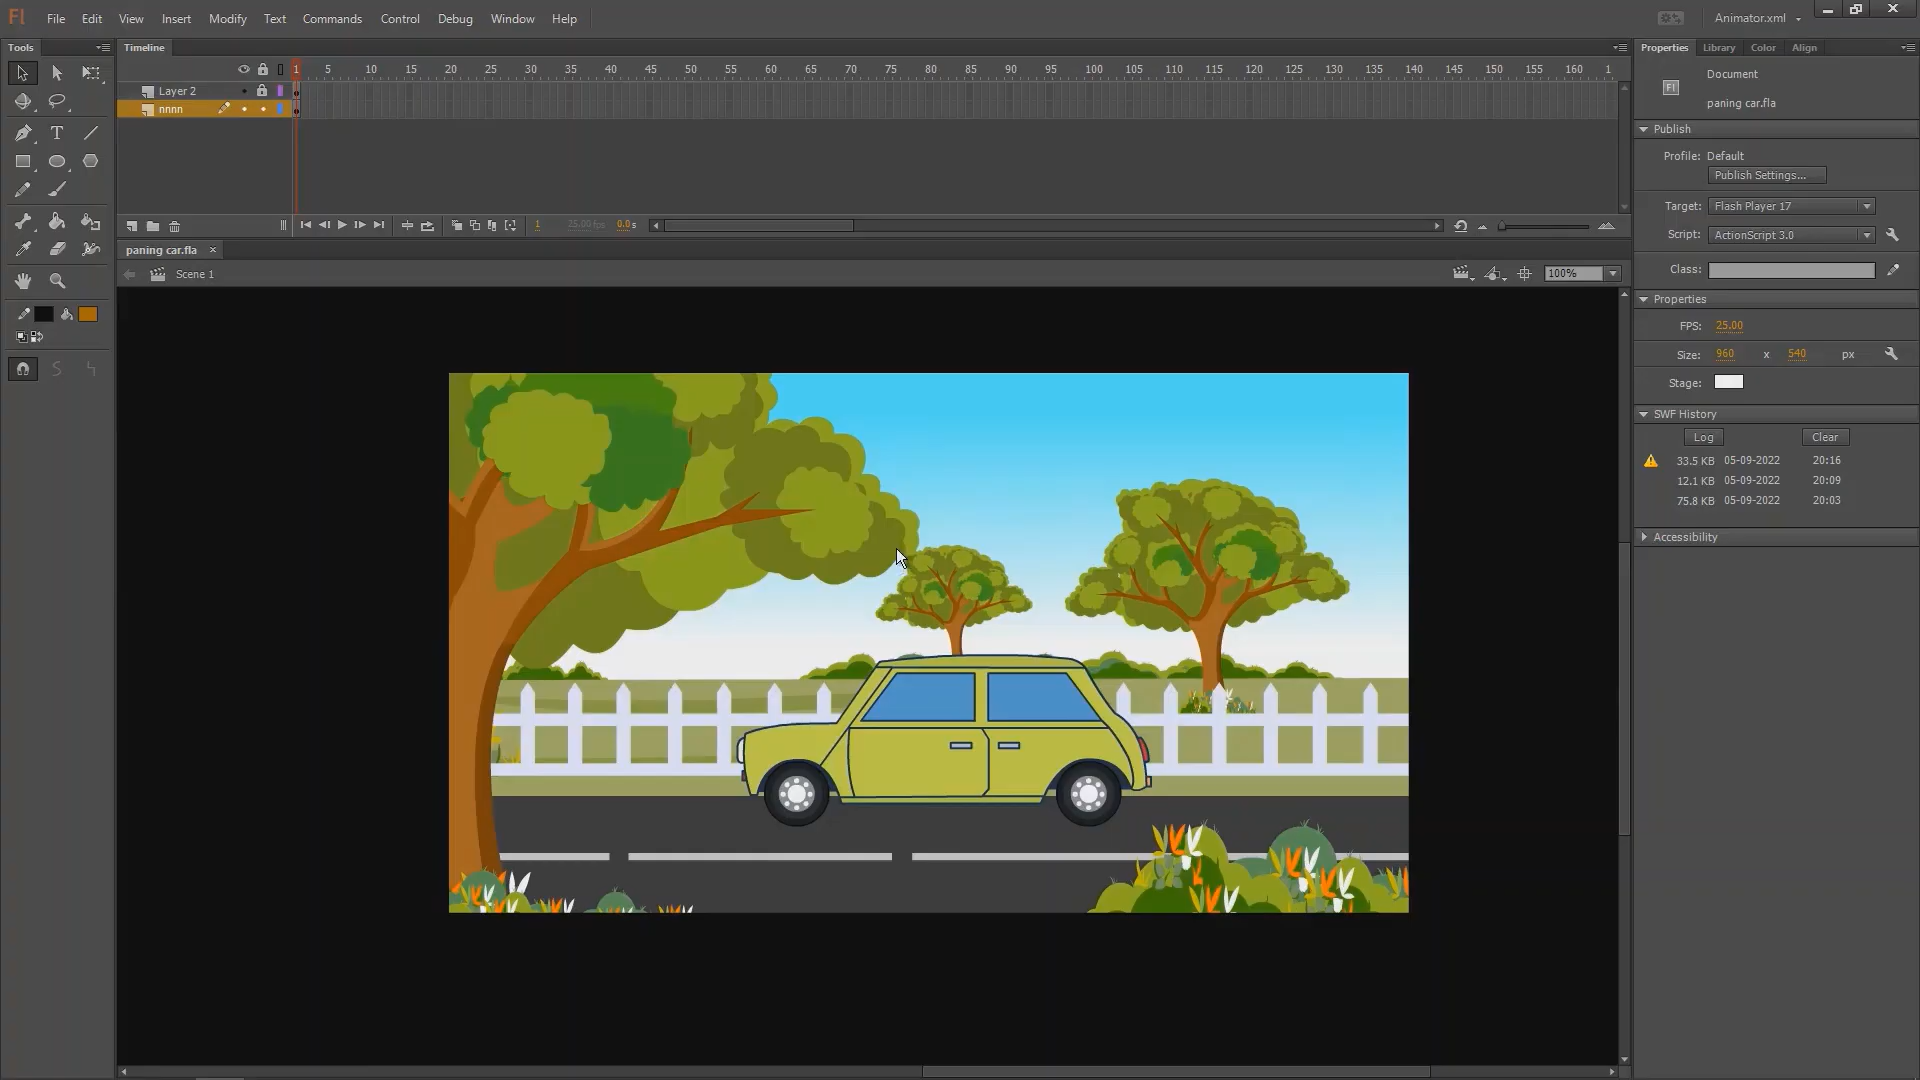 Fl File Edit View Insert Modify Text Commands Control Debug Window Help Animator.xml
Tools
Timeline
1 5 10 15 20 25 30 35 40 45 50 55 60 65 70 75 80 85 90 95 100 105 110 115 120 125 130 135 140 145 150 155 160 1
Layer 2
nnnn
1 25.00 fps 0.0 s
paning car.fla
Scene 1
100%
Properties Library Color Align
Document
Fl
paning car.fla
Publish
Profile: Default
Publish Settings...
Target: Flash Player 17
Script: ActionScript 3.0
Class:
Properties
FPS: 25.00
Size: 960 x 540 px
Stage:
SWF History
Log Clear
33.5 KB 05-09-2022 20:16
12.1 KB 05-09-2022 20:09
75.8 KB 05-09-2022 20:03
Accessibility